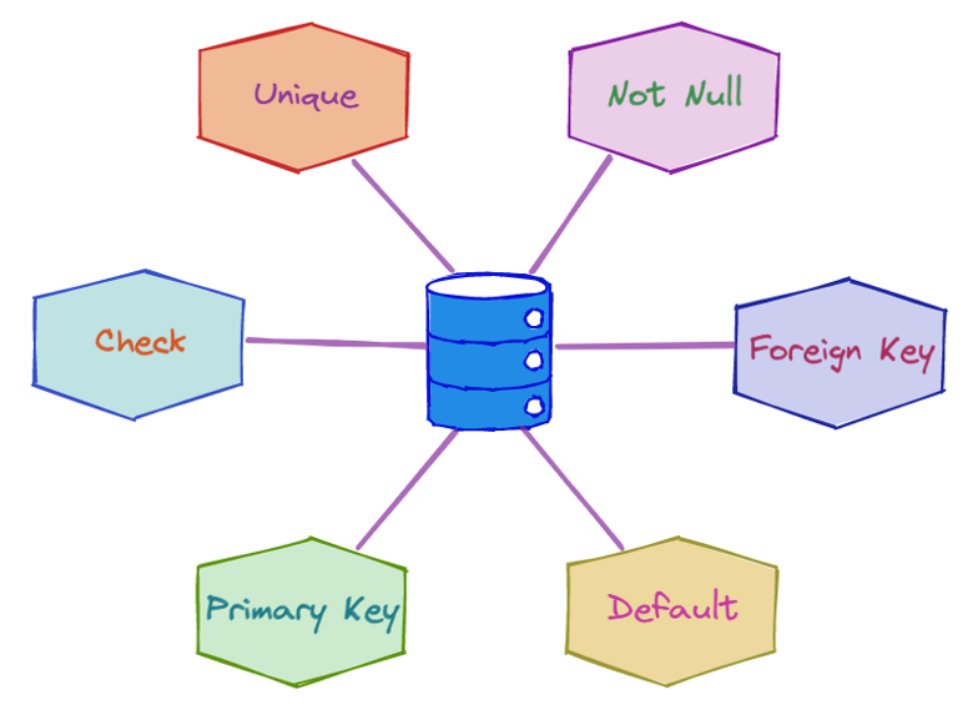 Unique
Not Null
Check
Foreign Key
Primary Key
Default